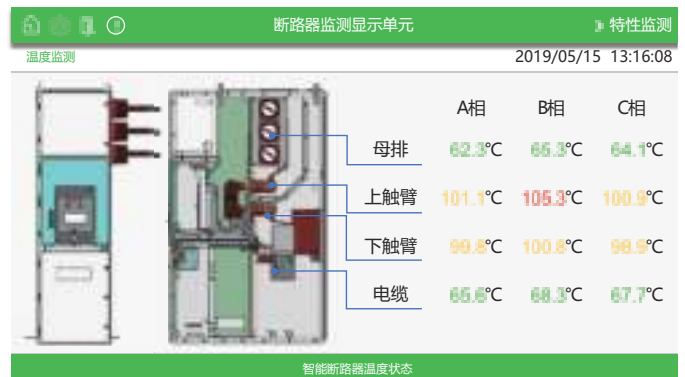 断路器监测显示单元
特性监测
温度监测
2019/05/15 13:16:08
A相 B相 C相
母排 62.3℃ 65.3℃ 64.1℃
上触臂 101.1℃ 105.3℃ 100.9℃
下触臂 99.8℃ 100.6℃ 98.9℃
电缆 65.6℃ 68.3℃ 67.7℃
智能断路器温度状态